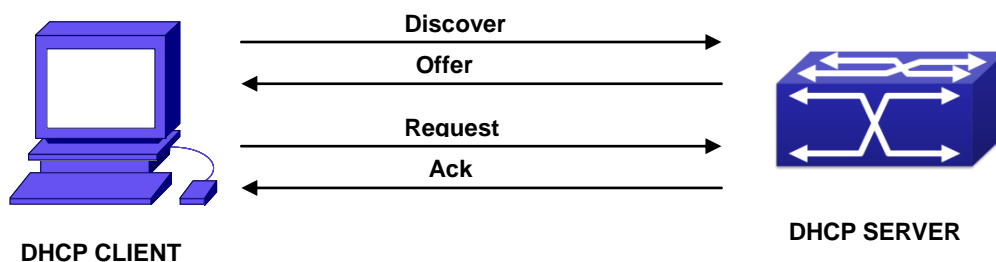 Discover
Offer
Request
Ack
DHCP SERVER
DHCP CLIENT